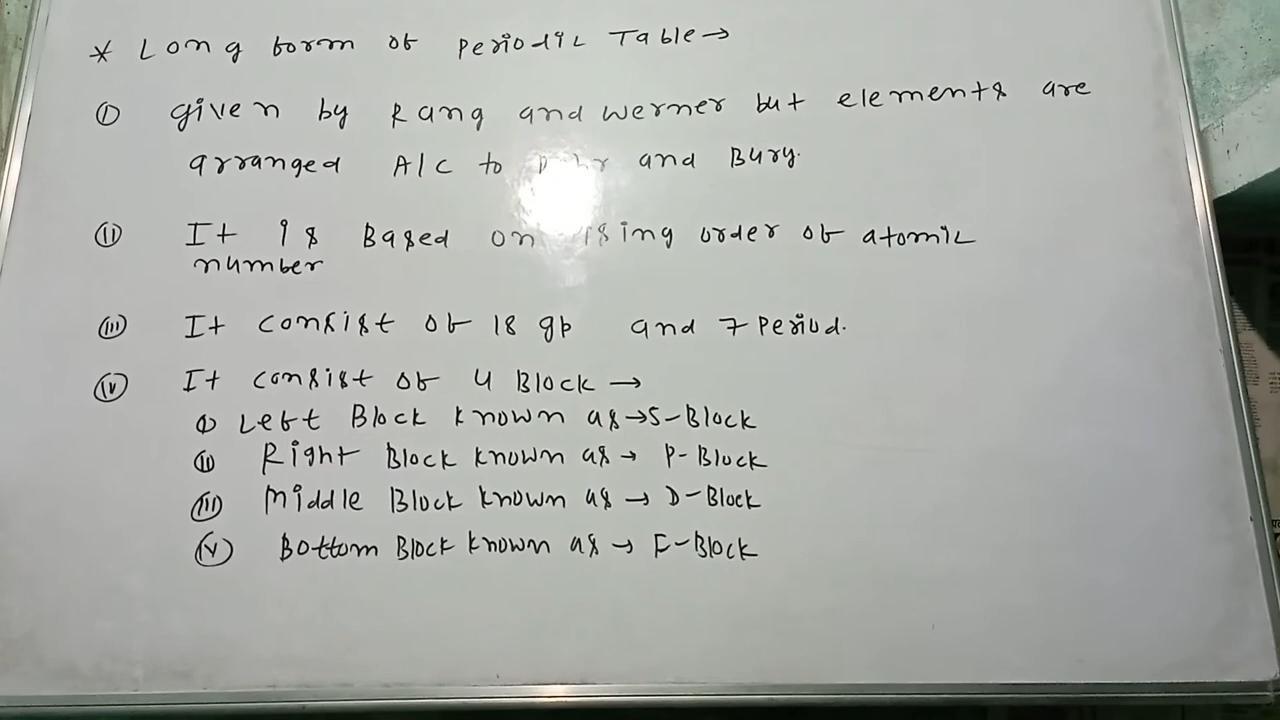 * Long form of Periodic Table →
(i) given by Rang and Werner but elements are
arranged A/C to and Bury.
(ii) It is Based on order of atomic
number
(iii) It consist of 18 gp and 7 Period.
(iv) It consist of 4 Block →
(i) Left Block known as → S-Block
(ii) Right Block known as → P-Block
(iii) Middle Block known as → D-Block
(v) Bottom Block known as → F-Block